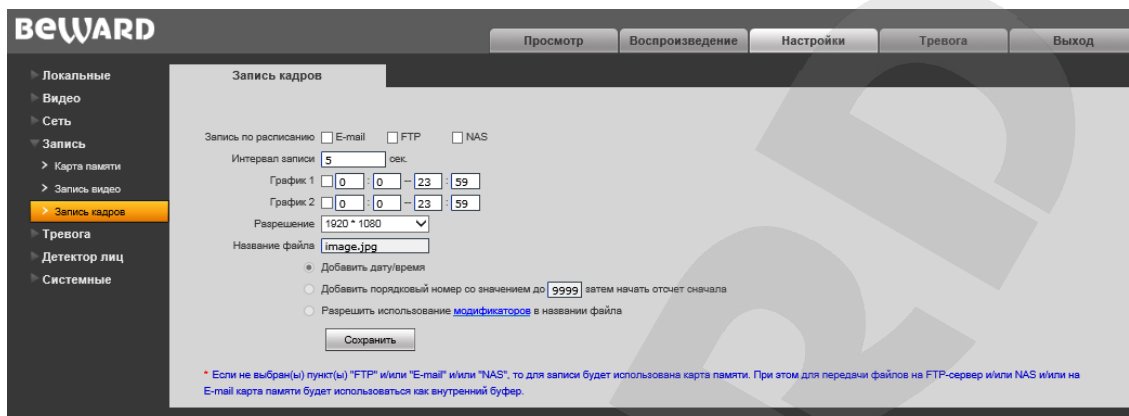 BEWARD
Просмотр Воспроизведение Настройки Тревога Выход
Локальные
Видео
Сеть
Запись
Карта памяти
Запись видео
Запись кадров
Тревога
Детектор лиц
Системные
Запись кадров
Запись по расписанию E-mail FTP NAS
Интервал записи 5 сек.
График 1 0 : 0 -- 23 : 59
График 2 0 : 0 -- 23 : 59
Разрешение 1920 * 1080
Название файла image.jpg
Добавить дату/время
Добавить порядковый номер со значением до 9999 затем начать отсчет сначала
Разрешить использование модификаторов в названии файла
Сохранить
* Если не выбран(ы) пункт(ы) "FTP" и/или "E-mail" и/или "NAS", то для записи будет использована карта памяти. При этом для передачи файлов на FTP-сервер и/или NAS и/или на
E-mail карта памяти будет использоваться как внутренний буфер.